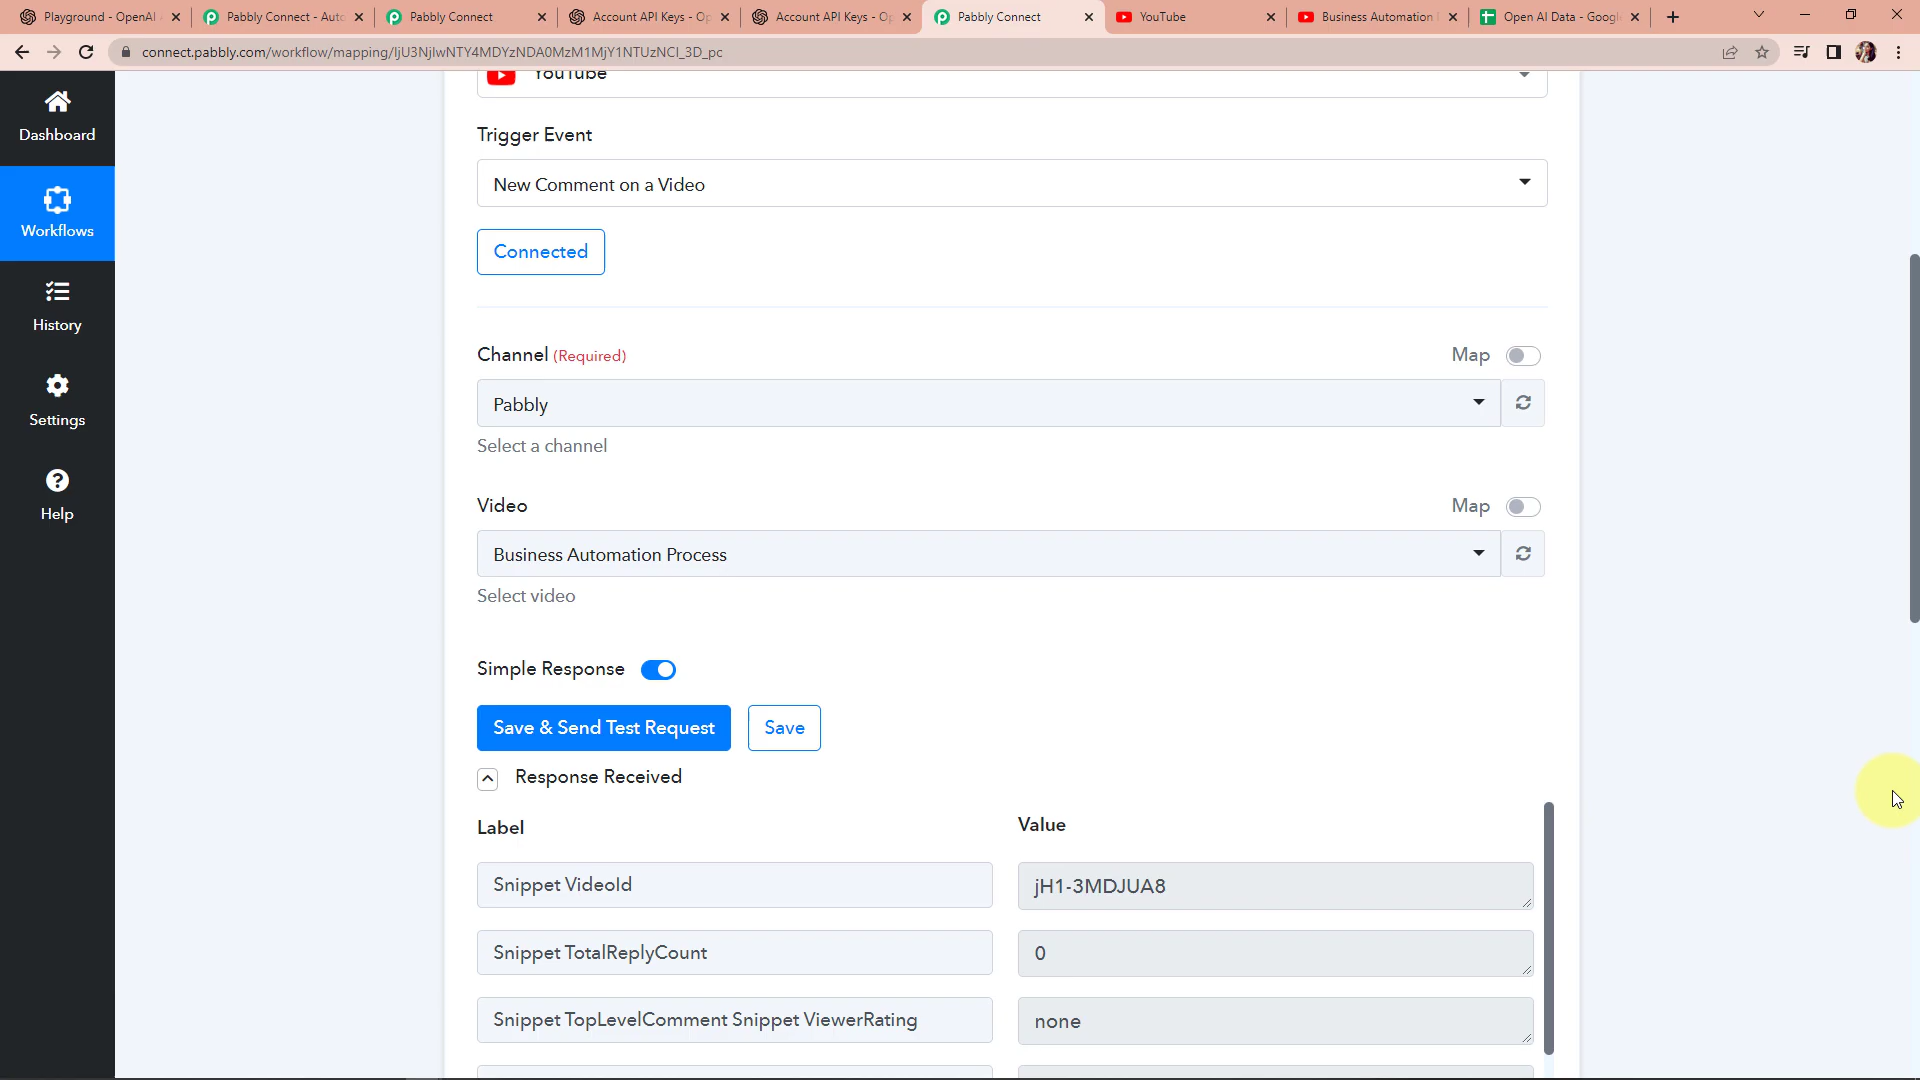 Playground - OpenAI
Pabbly Connect - Auto
Pabbly Connect
Account API Keys - Op
Account API Keys - Op
Pabbly Connect
YouTube
Business Automation
Open AI Data - Google
connect.pabbly.com/workflow/mapping/IjU3NjIwNTY4MDYzNDA0MzM1MjY1NTUzNCI_3D_pc
Dashboard
Workflows
History
Settings
Help
YouTube
Trigger Event
New Comment on a Video
Connected
Channel (Required)
Map
Pabbly
Select a channel
Video
Map
Business Automation Process
Select video
Simple Response
Save & Send Test Request
Save
Response Received
Label
Value
Snippet VideoId
jH1-3MDJUA8
Snippet TotalReplyCount
0
Snippet TopLevelComment Snippet ViewerRating
none